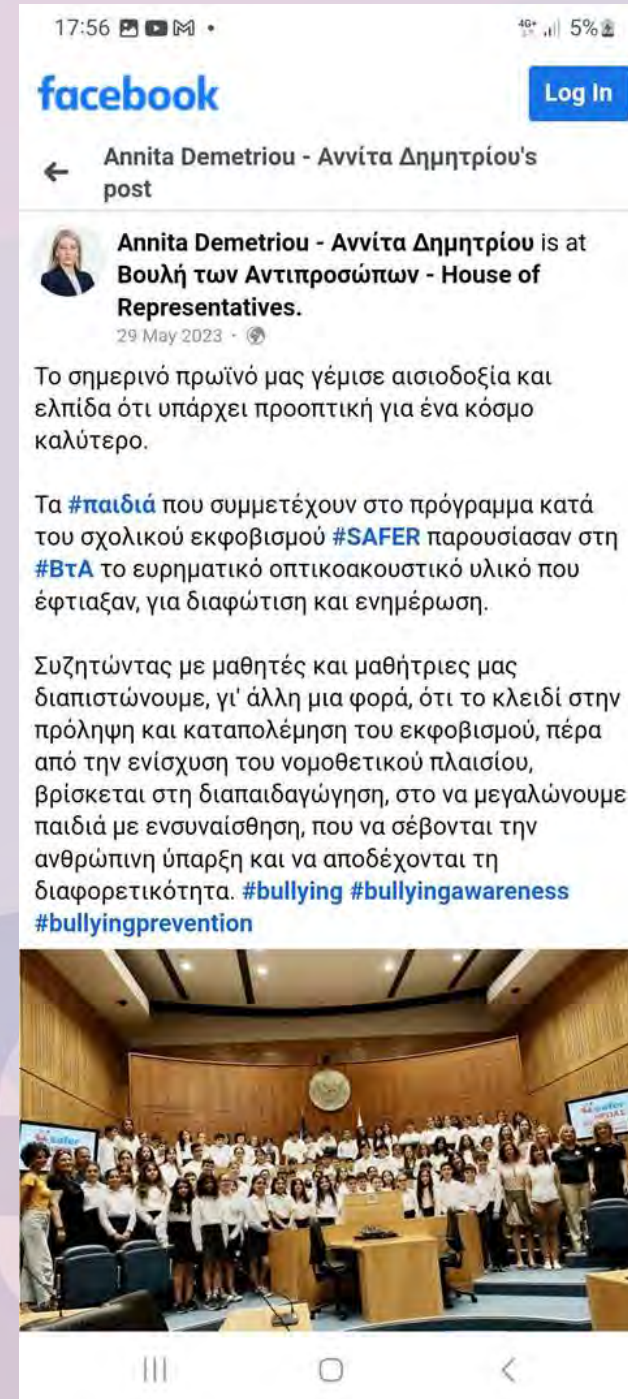 17:56
4G+ 5%
facebook
Log In
Annita Demetriou - Αννίτα Δημητρίου's
post
Annita Demetriou - Αννίτα Δημητρίου is at
Βουλή των Αντιπροσώπων - House of
Representatives.
29 May 2023 ·
Το σημερινό πρωϊνό μας γέμισε αισιοδοξία και
ελπίδα ότι υπάρχει προοπτική για ένα κόσμο
καλύτερο.
Τα #παιδιά που συμμετέχουν στο πρόγραμμα κατά
του σχολικού εκφοβισμού #SAFER παρουσίασαν στη
#ΒτΑ το ευρηματικό οπτικοακουστικό υλικό που
έφτιαξαν, για διαφώτιση και ενημέρωση.
Συζητώντας με μαθητές και μαθήτριες μας
διαπιστώνουμε, γι' άλλη μια φορά, ότι το κλειδί στην
πρόληψη και καταπολέμηση του εκφοβισμού, πέρα
από την ενίσχυση του νομοθετικού πλαισίου,
βρίσκεται στη διαπαιδαγώγηση, στο να μεγαλώνουμε
παιδιά με ενσυναίσθηση, που να σέβονται την
ανθρώπινη ύπαρξη και να αποδέχονται τη
διαφορετικότητα. #bullying #bullyingawareness
#bullyingprevention
safer
safer